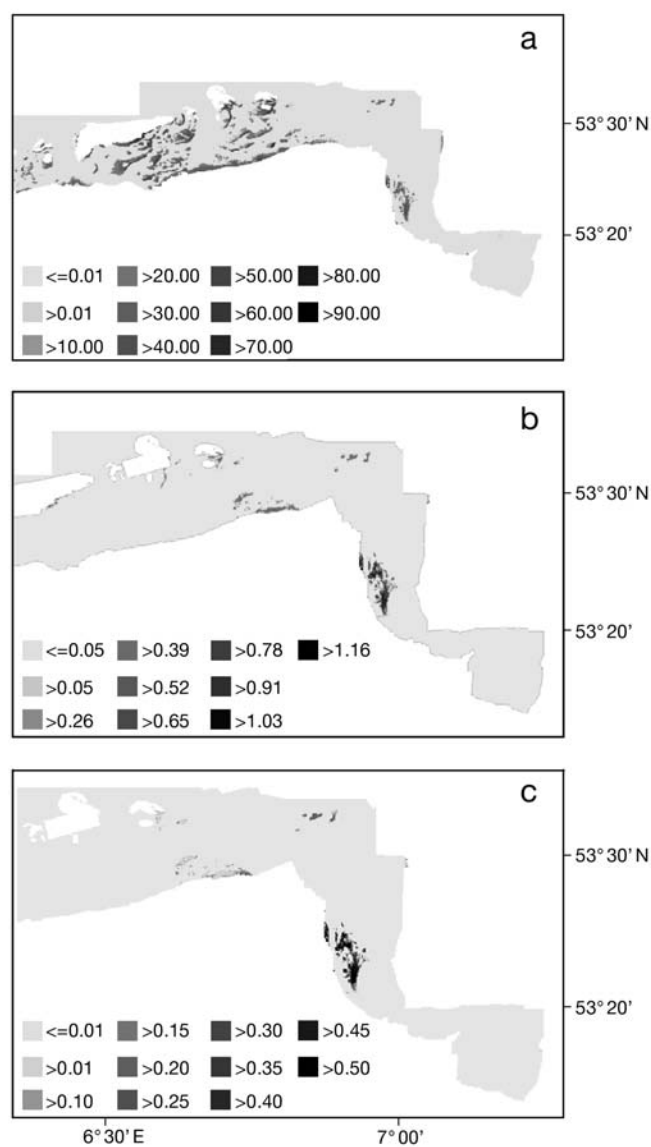 a
53° 30' N
53° 20'
<=0.01 >20.00 >50.00 >80.00
>0.01 >30.00 >60.00 >90.00
>10.00 >40.00 >70.00
b
53° 30' N
53° 20'
<=0.05 >0.39 >0.78 >1.16
>0.05 >0.52 >0.91
>0.26 >0.65 >1.03
c
53° 30' N
53° 20'
<=0.01 >0.15 >0.30 >0.45
>0.01 >0.20 >0.35 >0.50
>0.10 >0.25 >0.40
6° 30' E 7° 00'